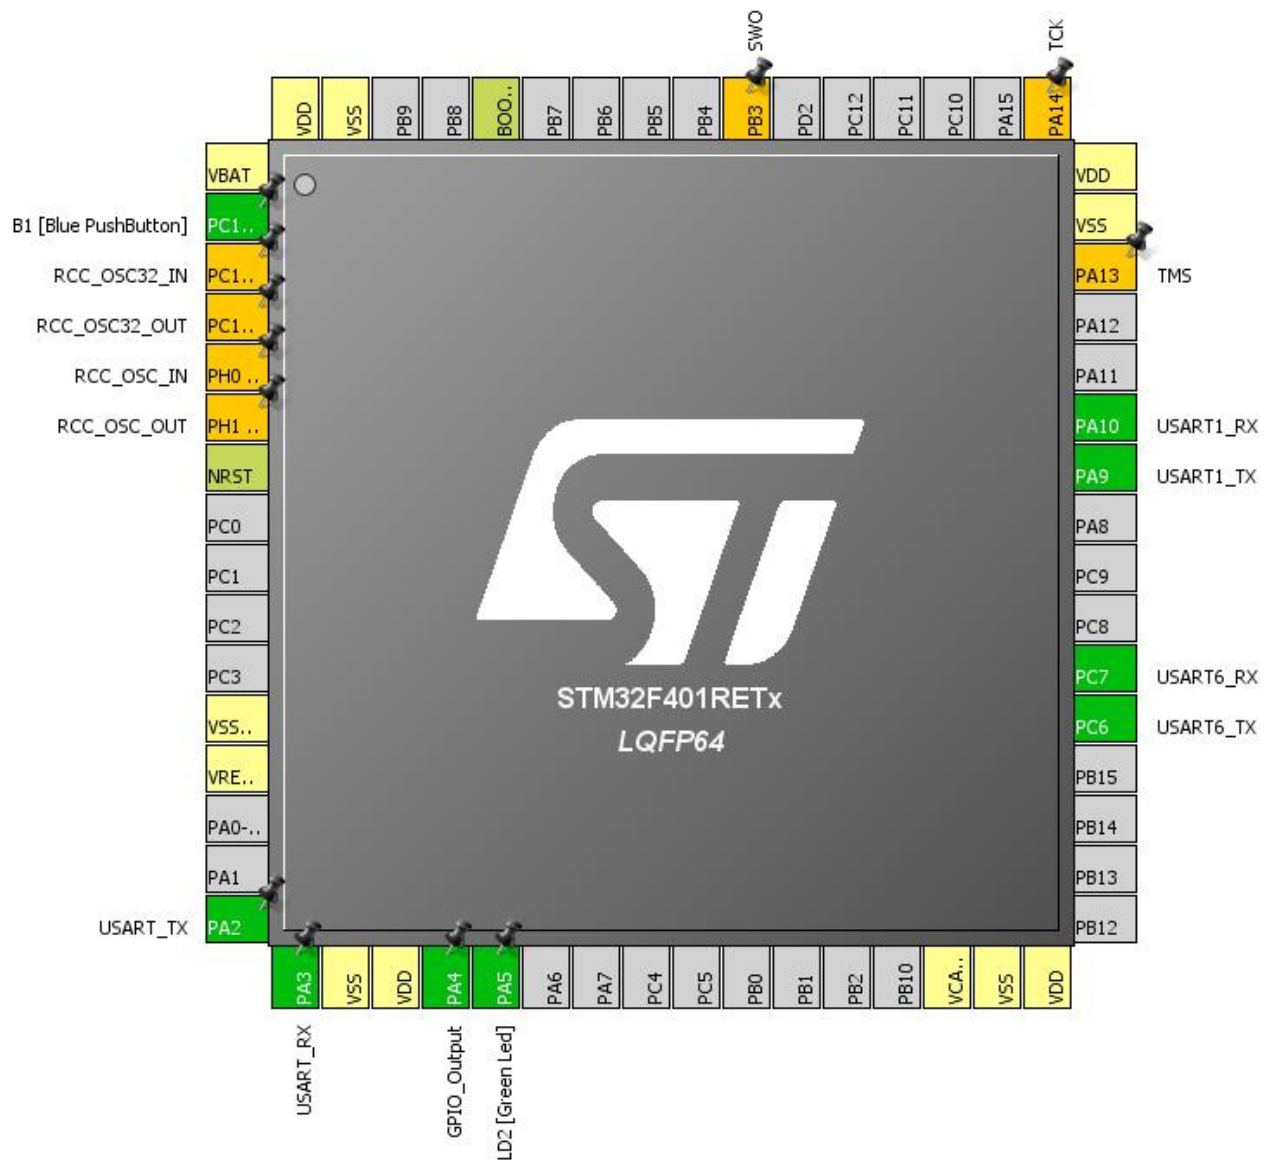 SWO
TCK
VDD
VSS
PB9
PB8
BOO..
PB7
PB6
PB5
PB4
PB3
PD2
PC12
PC11
PC10
PA15
PA14
VBAT
B1 [Blue PushButton] PC1..
RCC_OSC32_IN PC1..
RCC_OSC32_OUT PC1..
RCC_OSC_IN PH0 ..
RCC_OSC_OUT PH1 ..
NRST
PC0
PC1
PC2
PC3
VSS..
VRE..
PA0-..
PA1
USART_TX PA2
STM32F401RETx
LQFP64
VDD
VSS
PA13 TMS
PA12
PA11
PA10 USART1_RX
PA9 USART1_TX
PA8
PC9
PC8
PC7 USART6_RX
PC6 USART6_TX
PB15
PB14
PB13
PB12
PA3
VSS
VDD
PA4
PA5
PA6
PA7
PC4
PC5
PB0
PB1
PB2
PB10
VCA..
VSS
VDD
USART_RX
GPIO_Output
LD2 [Green Led]